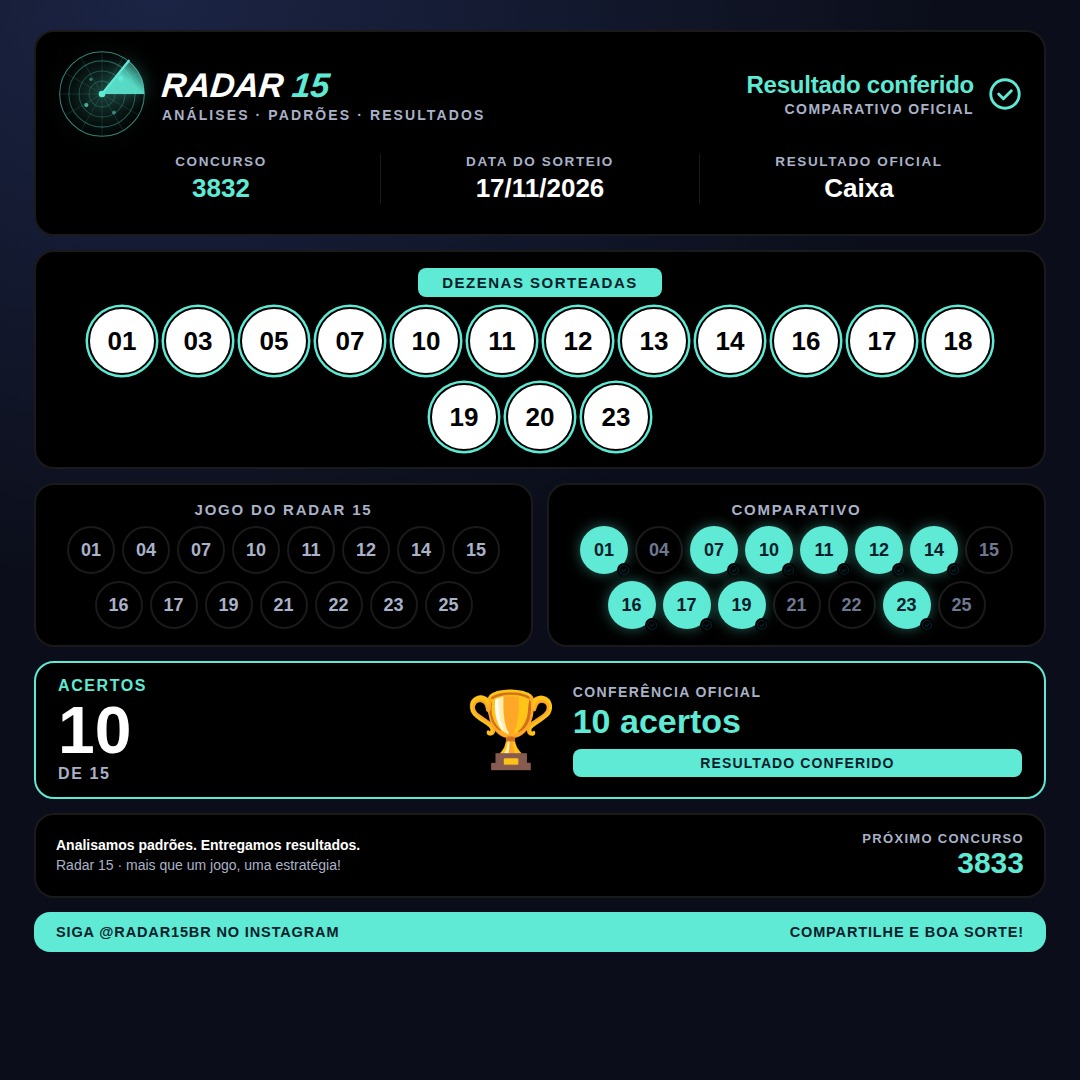 RADAR 15
ANÁLISES · PADRÕES · RESULTADOS
Resultado conferido
COMPARATIVO OFICIAL
CONCURSO
3832
DATA DO SORTEIO
17/11/2026
RESULTADO OFICIAL
Caixa
DEZENAS SORTEADAS
01 03 05 07 10 11 12 13 14 16 17 18
19 20 23
JOGO DO RADAR 15
01 04 07 10 11 12 14 15
16 17 19 21 22 23 25
COMPARATIVO
01 04 07 10 11 12 14 15
16 17 19 21 22 23 25
ACERTOS
10
DE 15
CONFERÊNCIA OFICIAL
10 acertos
RESULTADO CONFERIDO
Analisamos padrões. Entregamos resultados.
Radar 15 · mais que um jogo, uma estratégia!
PRÓXIMO CONCURSO
3833
SIGA @RADAR15BR NO INSTAGRAM
COMPARTILHE E BOA SORTE!